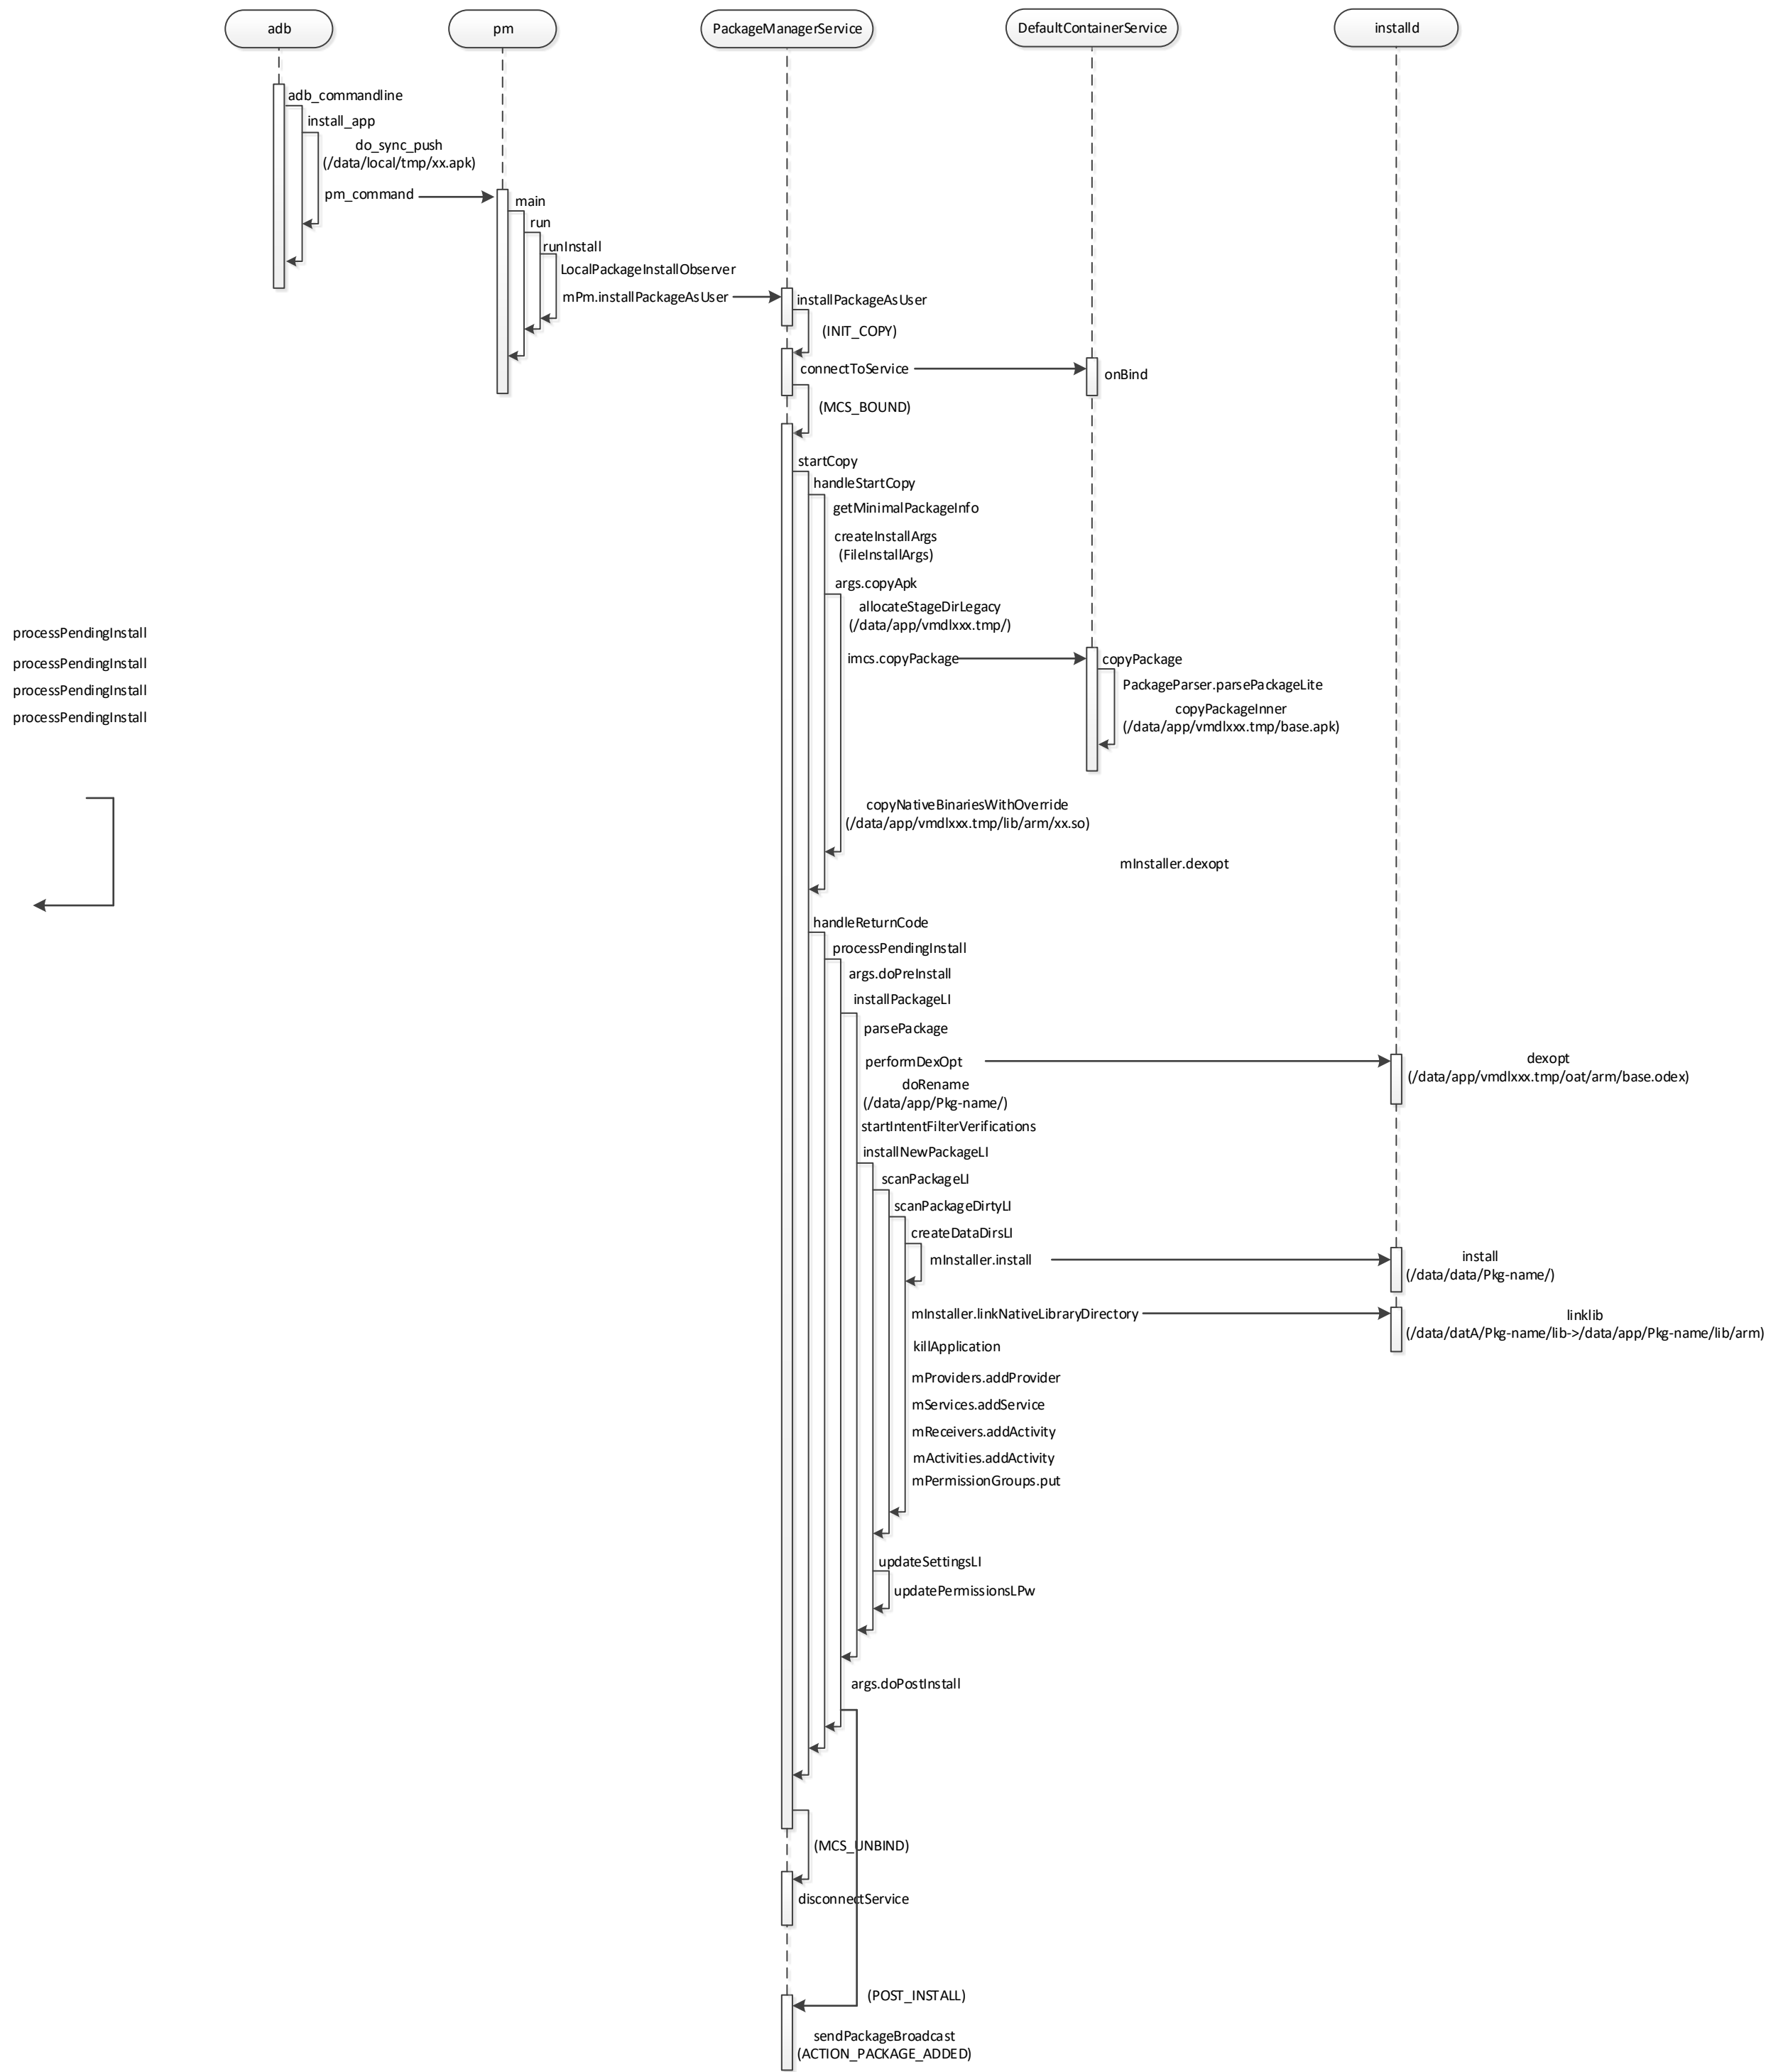 adb
pm
PackageManagerService
DefaultContainerService
installd
adb_commandline
install_app
do_sync_push
(/data/local/tmp/xx.apk)
pm_command
main
run
runInstall
LocalPackageInstallObserver
mPm.installPackageAsUser
installPackageAsUser
(INIT_COPY)
connectToService
onBind
(MCS_BOUND)
startCopy
handleStartCopy
getMinimalPackageInfo
createInstallArgs
(FileInstallArgs)
args.copyApk
allocateStageDirLegacy
(/data/app/vmdlxxx.tmp/)
processPendingInstall
processPendingInstall
processPendingInstall
processPendingInstall
imcs.copyPackage
copyPackage
PackageParser.parsePackageLite
copyPackageInner
(/data/app/vmdlxxx.tmp/base.apk)
copyNativeBinariesWithOverride
(/data/app/vmdlxxx.tmp/lib/arm/xx.so)
mInstaller.dexopt
handleReturnCode
processPendingInstall
args.doPreInstall
installPackageLI
parsePackage
performDexOpt
dexopt
(/data/app/vmdlxxx.tmp/oat/arm/base.odex)
doRename
(/data/app/Pkg-name/)
startIntentFilterVerifications
installNewPackageLI
scanPackageLI
scanPackageDirtyLI
createDataDirsLI
mInstaller.install
install
(/data/data/Pkg-name/)
mInstaller.linkNativeLibraryDirectory
linklib
(/data/datA/Pkg-name/lib->/data/app/Pkg-name/lib/arm)
killApplication
mProviders.addProvider
mServices.addService
mReceivers.addActivity
mActivities.addActivity
mPermissionGroups.put
updateSettingsLI
updatePermissionsLPw
args.doPostInstall
(MCS_UNBIND)
disconnectService
(POST_INSTALL)
sendPackageBroadcast
(ACTION_PACKAGE_ADDED)